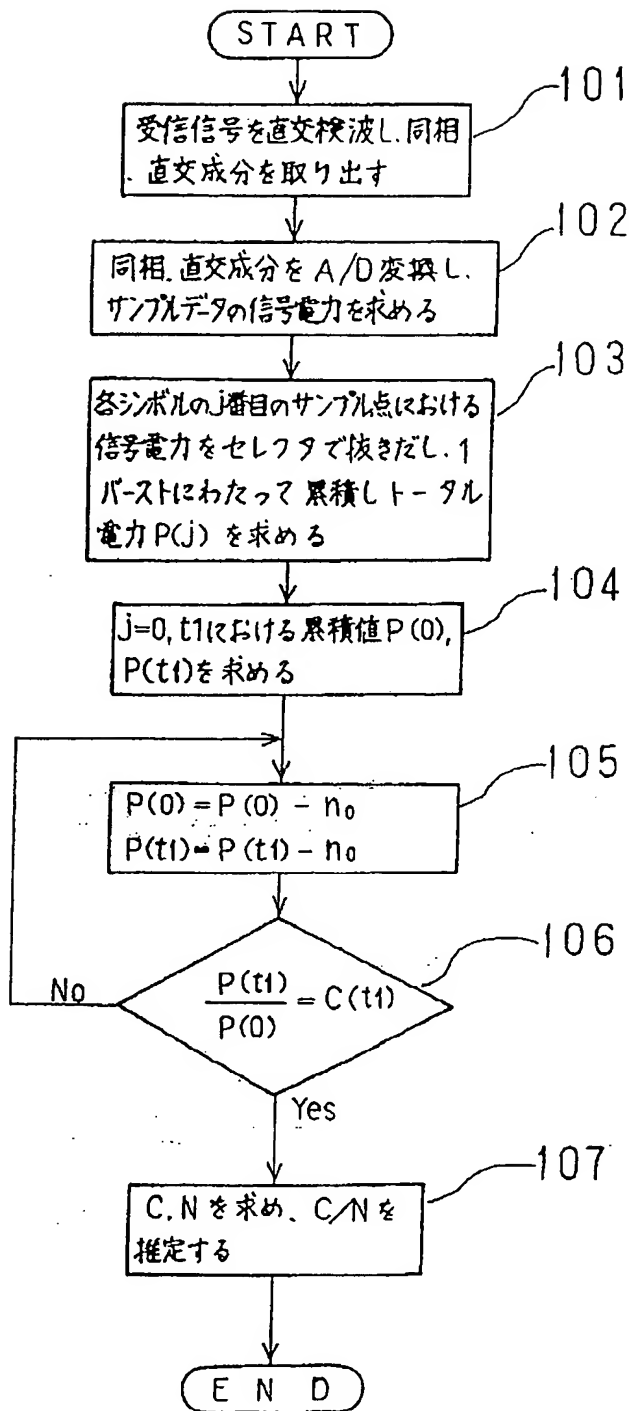 START
101
受信信号を直交検波し、同相
、直交成分を取り出す
102
同相、直交成分をA/D変換し、
サンプルデータの信号電力を求める
103
各シンボルのj番目のサンプル点における
信号電力をセレクタで抜きだし、1
バーストにわたって累積しトータル
電力P(j)を求める
104
j=0,t1における累積値P(0),
P(t1)を求める
105
P(0)=P(0)-n₀
P(t1)=P(t1)-n₀
106
No
P(t1)/P(0)=C(t1)
Yes
107
C、Nを求め、C/Nを
推定する
END